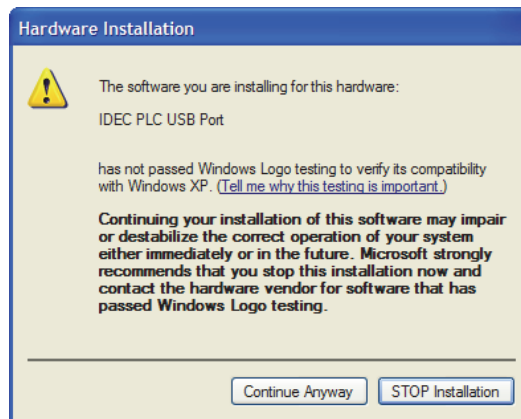 Hardware Installation
The software you are installing for this hardware:
IDEC PLC USB Port
has not passed Windows Logo testing to verify its compatibility
with Windows XP. (Tell me why this testing is important.)
Continuing your installation of this software may impair
or destabilize the correct operation of your system
either immediately or in the future. Microsoft strongly
recommends that you stop this installation now and
contact the hardware vendor for software that has
passed Windows Logo testing.
Continue Anyway STOP Installation